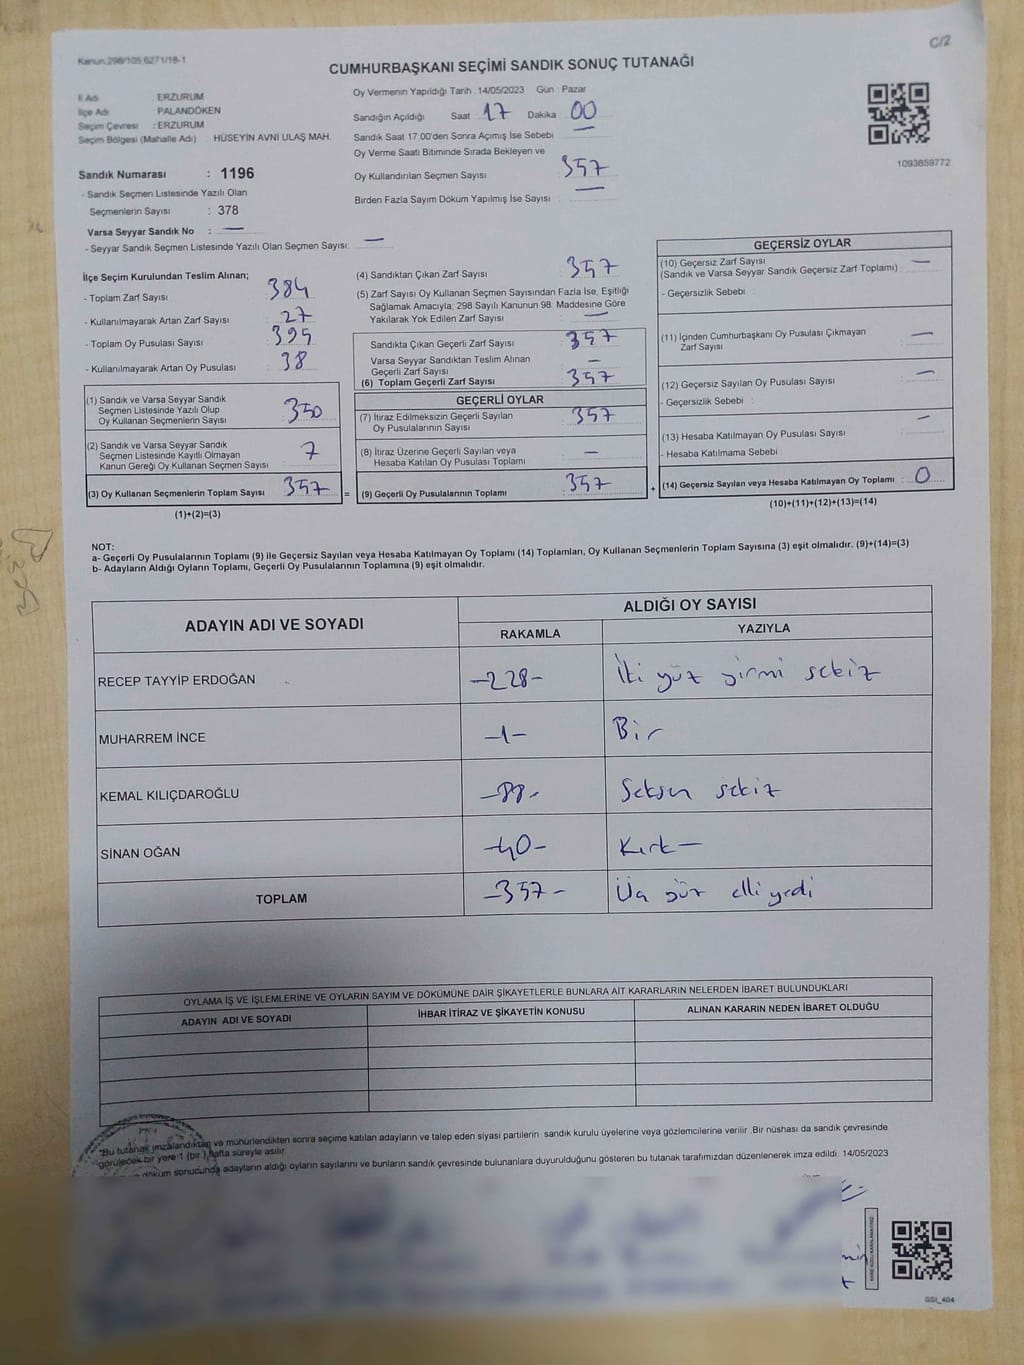 C/2
Kanun:298/105;6271/18-1
CUMHURBAŞKANI SEÇİMİ SANDIK SONUÇ TUTANAĞI
İl Adı : ERZURUM
İlçe Adı : PALANDÖKEN
Seçim Çevresi : ERZURUM
Seçim Bölgesi (Mahalle Adı) : HÜSEYİN AVNİ ULAŞ MAH.
Sandık Numarası : 1196
- Sandık Seçmen Listesinde Yazılı Olan
Seçmenlerin Sayısı : 378
Varsa Seyyar Sandık No : —
- Seyyar Sandık Seçmen Listesinde Yazılı Olan Seçmen Sayısı: —
Oy Vermenin Yapıldığı Tarih : 14/05/2023 Gün : Pazar
Sandığın Açıldığı Saat 17 Dakika 00
Sandık Saat 17.00'den Sonra Açımış İse Sebebi —
Oy Verme Saati Bitiminde Sırada Bekleyen ve
Oy Kullandırılan Seçmen Sayısı 357
Birden Fazla Sayım Döküm Yapılmış İse Sayısı —
1093859772
İlçe Seçim Kurulundan Teslim Alınan;
- Toplam Zarf Sayısı : 384
- Kullanılmayarak Artan Zarf Sayısı : 27
- Toplam Oy Pusulası Sayısı : 395
- Kullanılmayarak Artan Oy Pusulası : 38
(1) Sandık ve Varsa Seyyar Sandık
Seçmen Listesinde Yazılı Olup
Oy Kullanan Seçmenlerin Sayısı : 350
(2) Sandık ve Varsa Seyyar Sandık
Seçmen Listesinde Kayıtlı Olmayan
Kanun Gereği Oy Kullanan Seçmen Sayısı : 7
(3) Oy Kullanan Seçmenlerin Toplam Sayısı : 357 =
(1)+(2)=(3)
(4) Sandıktan Çıkan Zarf Sayısı : 357
(5) Zarf Sayısı Oy Kullanan Seçmen Sayısından Fazla İse, Eşitliği
Sağlamak Amacıyla; 298 Sayılı Kanunun 98. Maddesine Göre
Yakılarak Yok Edilen Zarf Sayısı : —
Sandıkta Çıkan Geçerli Zarf Sayısı : 357
Varsa Seyyar Sandıktan Teslim Alınan
Geçerli Zarf Sayısı : —
(6) Toplam Geçerli Zarf Sayısı : 357
GEÇERLİ OYLAR
(7) İtiraz Edilmeksizin Geçerli Sayılan
Oy Pusulalarının Sayısı : 357
(8) İtiraz Üzerine Geçerli Sayılan veya
Hesaba Katılan Oy Pusulası Toplamı : —
(9) Geçerli Oy Pusulalarının Toplamı : 357 +
GEÇERSİZ OYLAR
(10) Geçersiz Zarf Sayısı
(Sandık ve Varsa Seyyar Sandık Geçersiz Zarf Toplamı) : —
- Geçersizlik Sebebi :
(11) İçinden Cumhurbaşkanı Oy Pusulası Çıkmayan
Zarf Sayısı : —
(12) Geçersiz Sayılan Oy Pusulası Sayısı : —
- Geçersizlik Sebebi :
(13) Hesaba Katılmayan Oy Pusulası Sayısı : —
- Hesaba Katılmama Sebebi :
(14) Geçersiz Sayılan veya Hesaba Katılmayan Oy Toplamı : 0
(10)+(11)+(12)+(13)=(14)
NOT:
a- Geçerli Oy Pusulalarının Toplamı (9) ile Geçersiz Sayılan veya Hesaba Katılmayan Oy Toplamı (14) Toplamları, Oy Kullanan Seçmenlerin Toplam Sayısına (3) eşit olmalıdır. (9)+(14)=(3)
b- Adayların Aldığı Oyların Toplamı, Geçerli Oy Pusulalarının Toplamına (9) eşit olmalıdır.
ADAYIN ADI VE SOYADI
ALDIĞI OY SAYISI
RAKAMLA YAZIYLA
RECEP TAYYİP ERDOĞAN -228- İki yüz yirmi sekiz
MUHARREM İNCE -1- Bir
KEMAL KILIÇDAROĞLU -88- Seksen sekiz
SİNAN OĞAN -40- Kırk -
TOPLAM -357- Üç yüz elli yedi
OYLAMA İŞ VE İŞLEMLERİNE VE OYLARIN SAYIM VE DÖKÜMÜNE DAİR ŞİKAYETLERLE BUNLARA AİT KARARLARIN NELERDEN İBARET BULUNDUKLARI
ADAYIN ADI VE SOYADI İHBAR İTİRAZ VE ŞİKAYETİN KONUSU ALINAN KARARIN NEDEN İBARET OLDUĞU
*Bu tutanak imzalandıktan ve mühürlendikten sonra seçime katılan adayların ve talep eden siyasi partilerin sandık kurulu üyelerine veya gözlemcilerine verilir. Bir nüshası da sandık çevresinde
görülecek bir yere 1 (bir) hafta süreyle asılır.
döküm sonucunda adayların aldığı oyların sayılarını ve bunların sandık çevresinde bulunanlara duyurulduğunu gösteren bu tutanak tarafımızdan düzenlenerek imza edildi. 14/05/2023
GSI_404